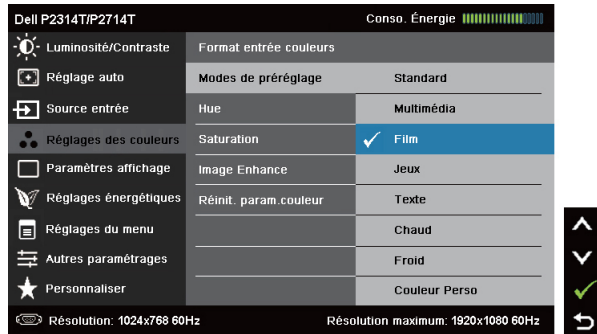 Dell P2314T/P2714T
Conso. Énergie
Luminosité/Contraste
Format entrée couleurs
Réglage auto
Modes de préréglage
Standard
Source entrée
Hue
Multimédia
Réglages des couleurs
Saturation
Film
Paramètres affichage
Image Enhance
Jeux
Réglages énergétiques
Réinit. param.couleur
Texte
Réglages du menu
Chaud
Autres paramétrages
Froid
Personnaliser
Couleur Perso
Résolution: 1024x768 60Hz
Résolution maximum: 1920x1080 60Hz